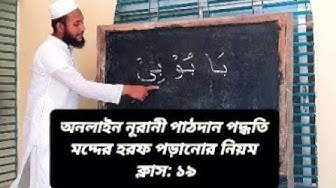 بَا بُوْ بِىْ
অনলাইন নূরানী পাঠদান পদ্ধতি
মদ্দের হরফ পড়ানোর নিয়ম
ক্লাস: ১৯